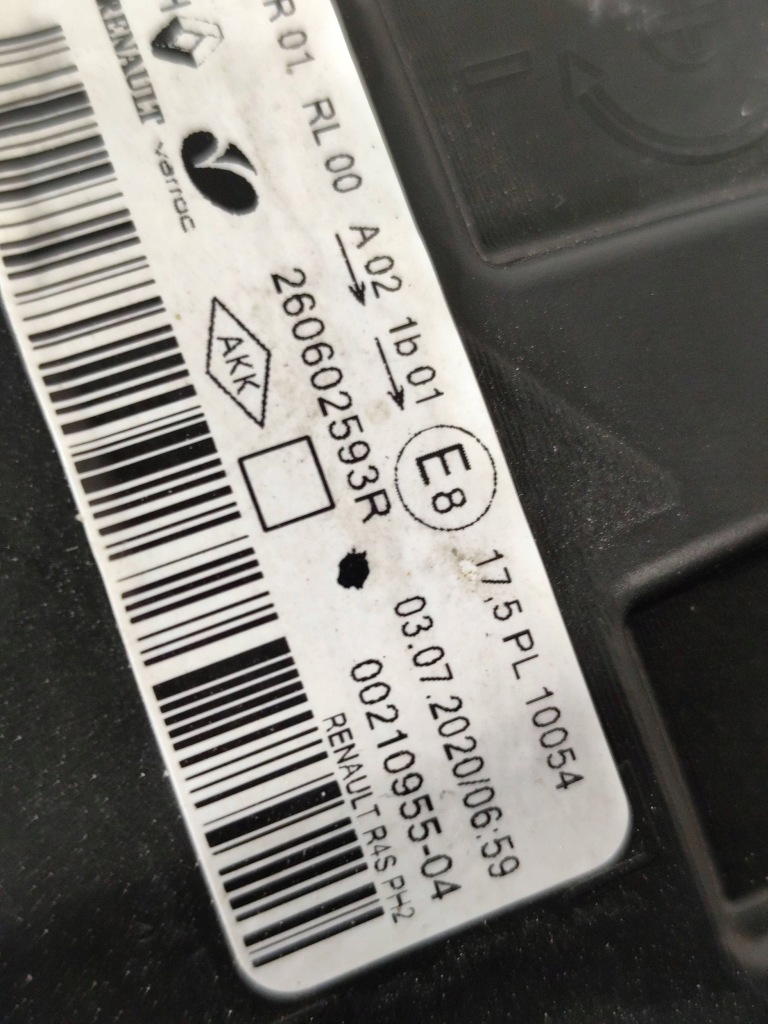 R 01 RL 00 A 02 1b 01
E8
17,5 PL 10054
260602593R
03.07.2020/06:59
00210955-04
RENAULT R4S PH2
AKK
varroc
RENAULT
H